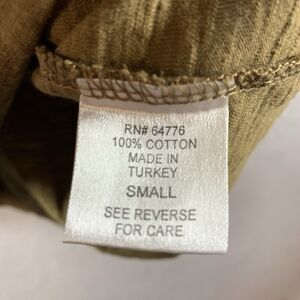 RN# 64776
100% COTTON
MADE IN
TURKEY
SMALL
SEE REVERSE
FOR CARE